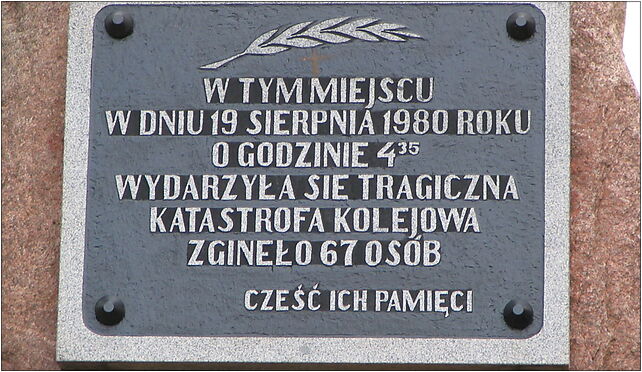 W TYM MIEJSCU
W DNIU 19 SIERPNIA 1980 ROKU
O GODZINIE 4³⁵
WYDARZYŁA SIĘ TRAGICZNA
KATASTROFA KOLEJOWA
ZGINEŁO 67 OSÓB
CZEŚĆ ICH PAMIĘCI